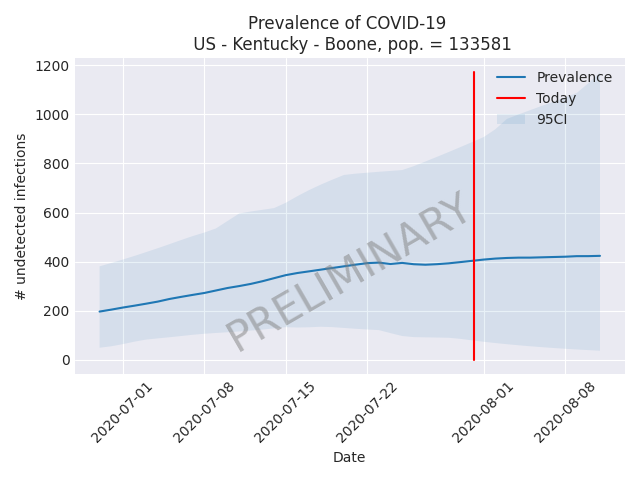 Prevalence of COVID-19
US - Kentucky - Boone, pop. = 133581
# undetected infections
1200
1000
800
600
400
200
0
Prevalence
Today
95CI
PRELIMINARY
2020-07-01
2020-07-08
2020-07-15
2020-07-22
2020-08-01
2020-08-08
Date